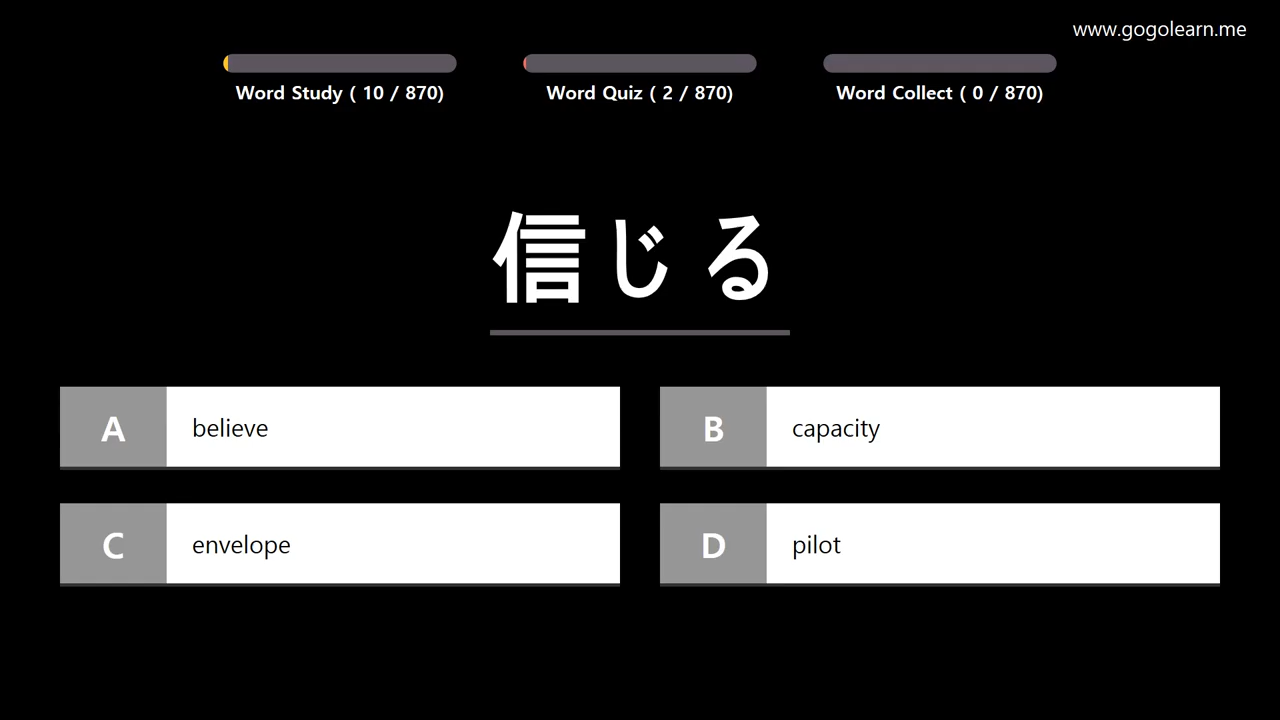 www.gogolearn.me
Word Study ( 10 / 870)
Word Quiz ( 2 / 870)
Word Collect ( 0 / 870)
信じる
A believe
B capacity
C envelope
D pilot